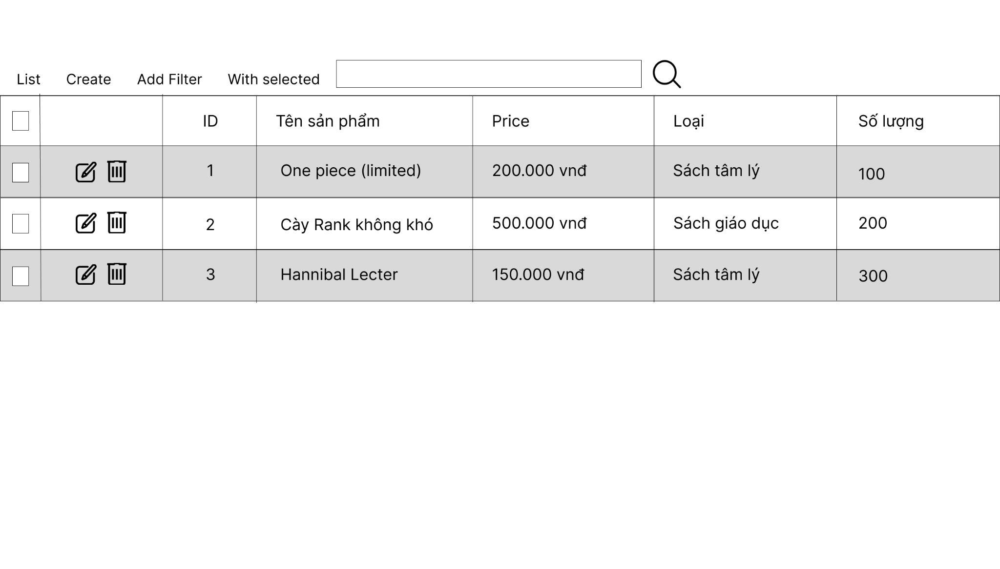 List Create Add Filter With selected
ID Tên sản phẩm Price Loại Số lượng
1 One piece (limited) 200.000 vnđ Sách tâm lý 100
2 Cày Rank không khó 500.000 vnđ Sách giáo dục 200
3 Hannibal Lecter 150.000 vnđ Sách tâm lý 300